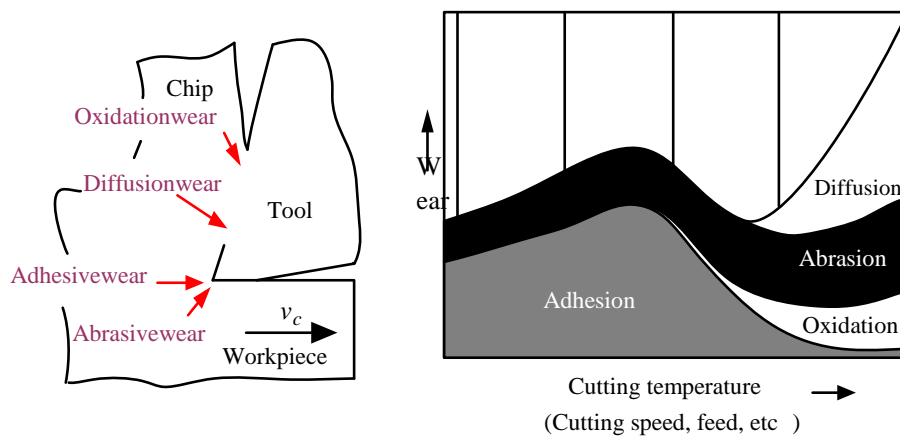 Chip
Oxidationwear
Diffusionwear
Tool
Adhesivewear
Abrasivewear
v_c
Workpiece
W
ear
Diffusion
Abrasion
Adhesion
Oxidation
Cutting temperature
(Cutting speed, feed, etc )